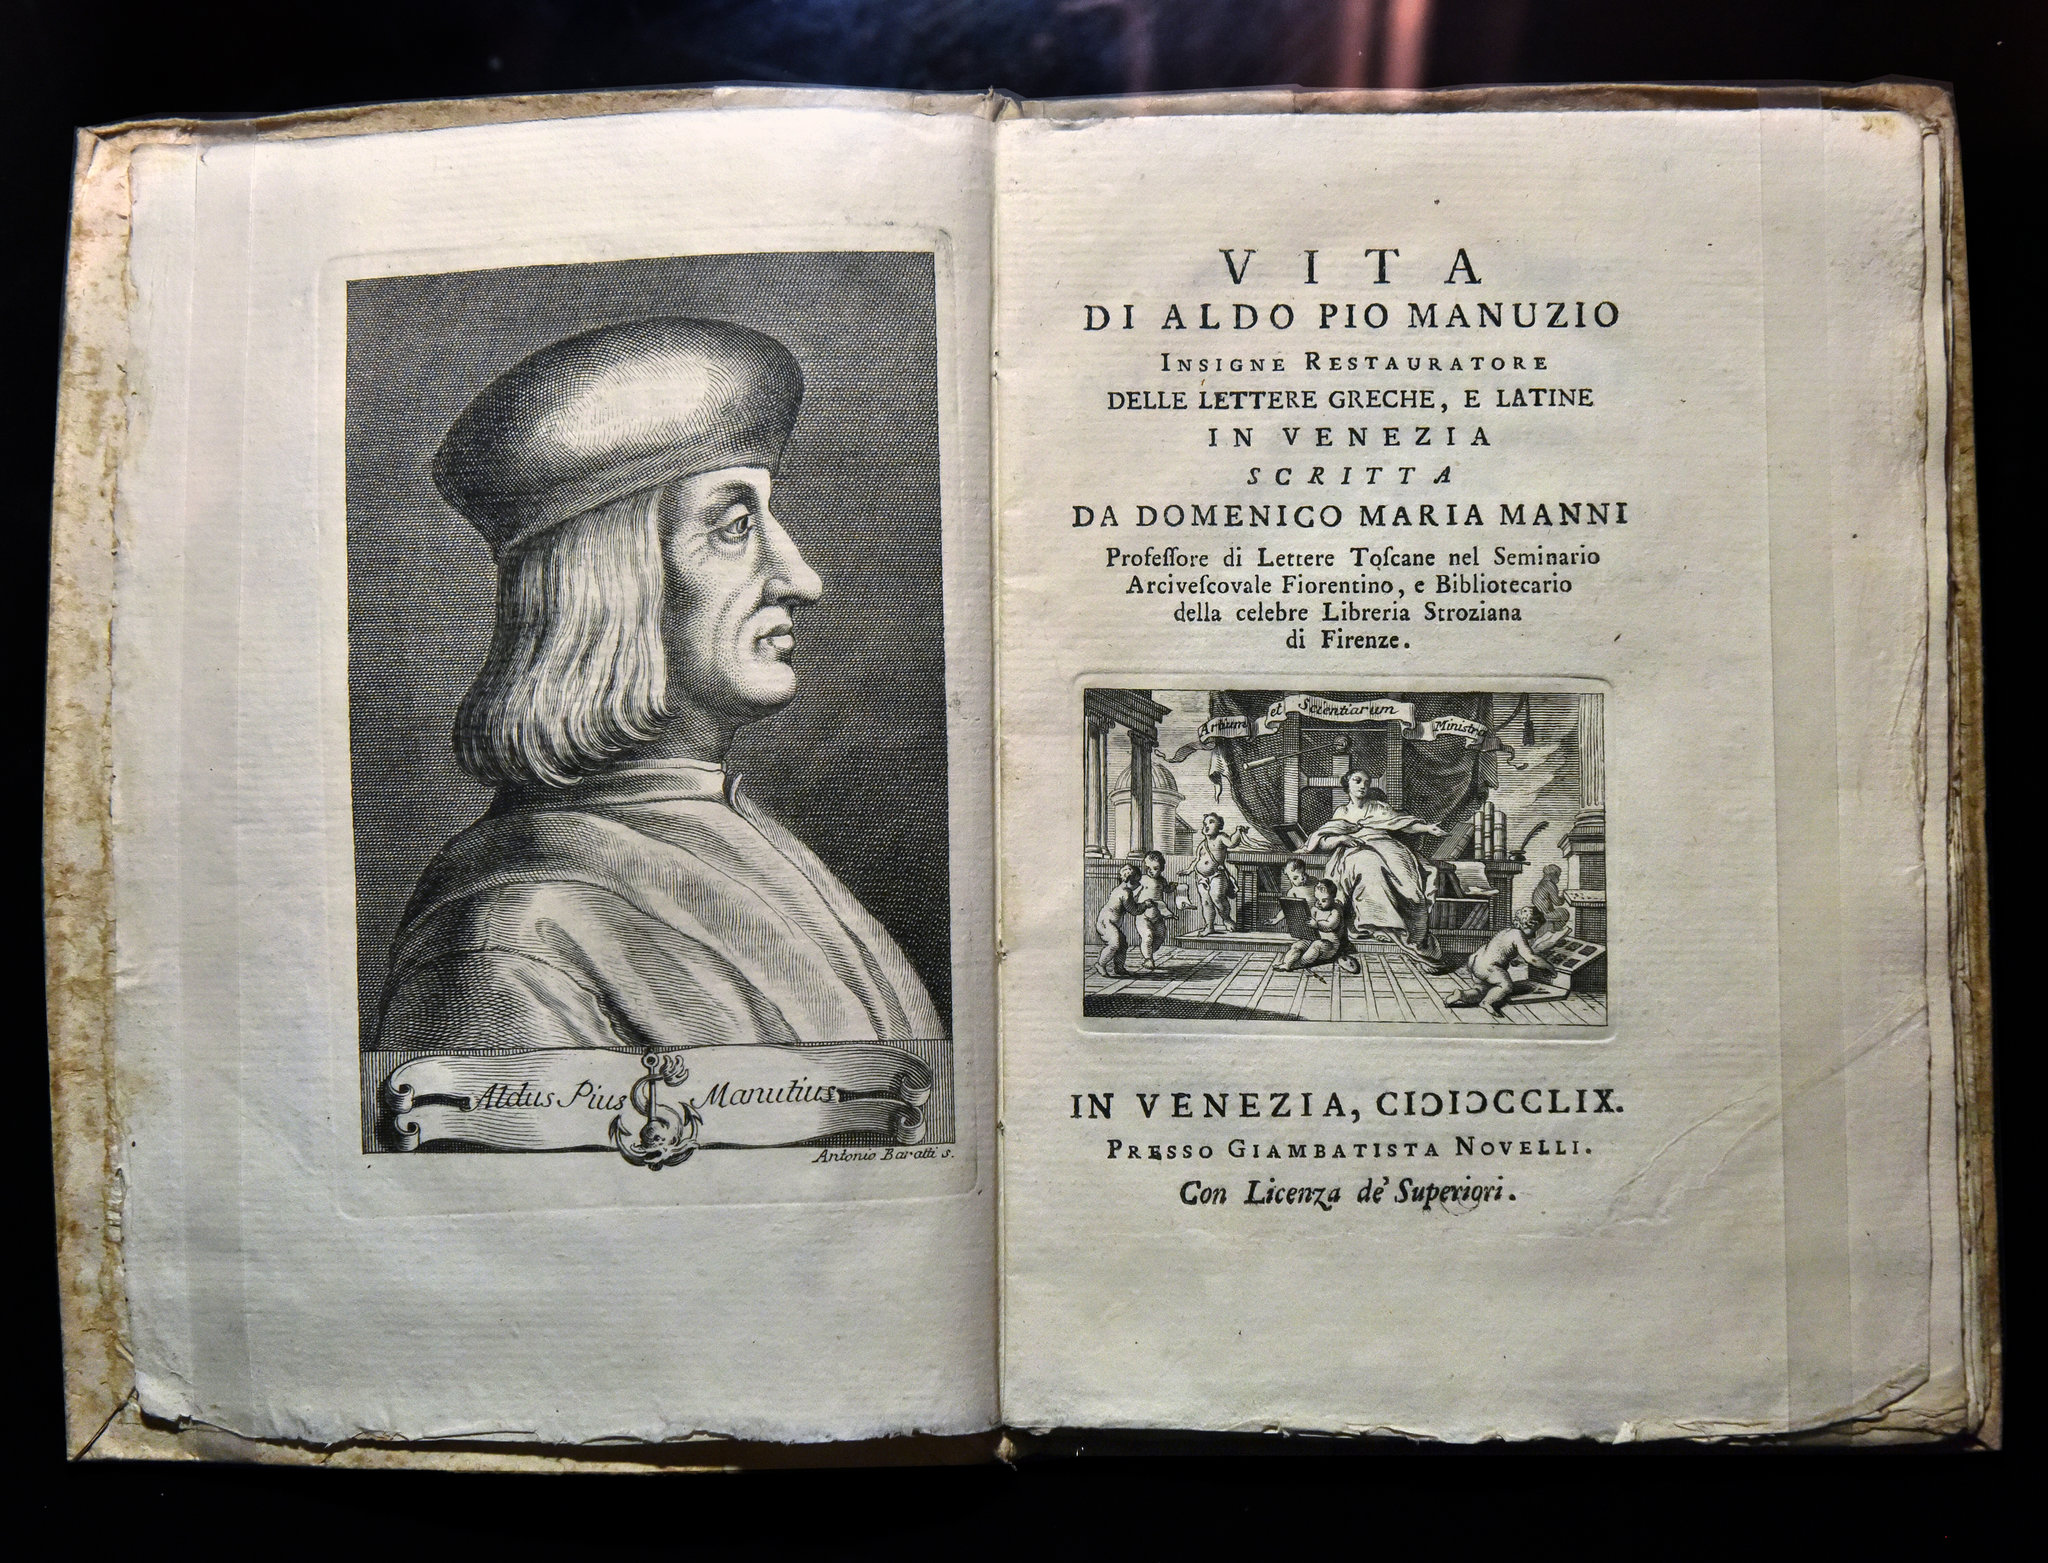 Aldus Pius Manutius
Antonio Baratti s.
VITA
DI ALDO PIO MANUZIO
INSIGNE RESTAURATORE
DELLE LETTERE GRECHE, E LATINE
IN VENEZIA
SCRITTA
DA DOMENICO MARIA MANNI
Profeſſore di Lettere Toſcane nel Seminario
Arciveſcovale Fiorentino, e Bibliotecario
della celebre Libreria Stroziana
di Firenze.
Artium et Scientiarum Ministra
IN VENEZIA, CIƆIƆCCLIX.
PRESSO GIAMBATISTA NOVELLI.
Con Licenza de' Superiori.